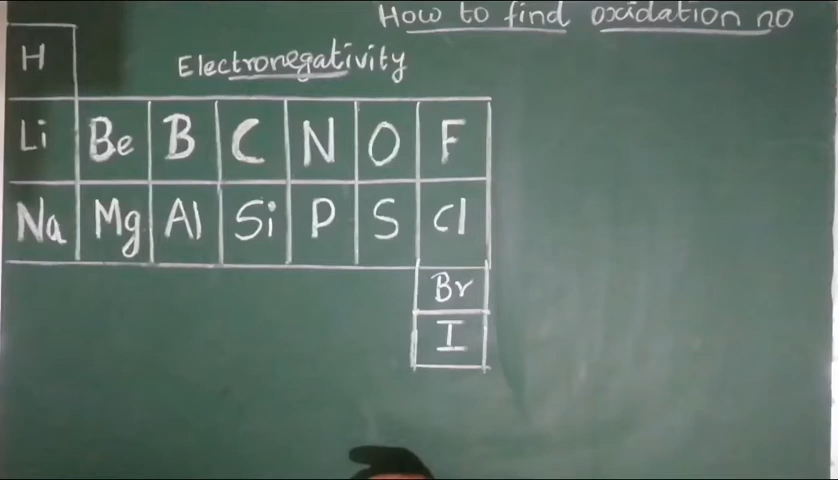 How to find oxidation no
H
Electronegativity
Li Be B C N O F
Na Mg Al Si P S Cl
Br
I